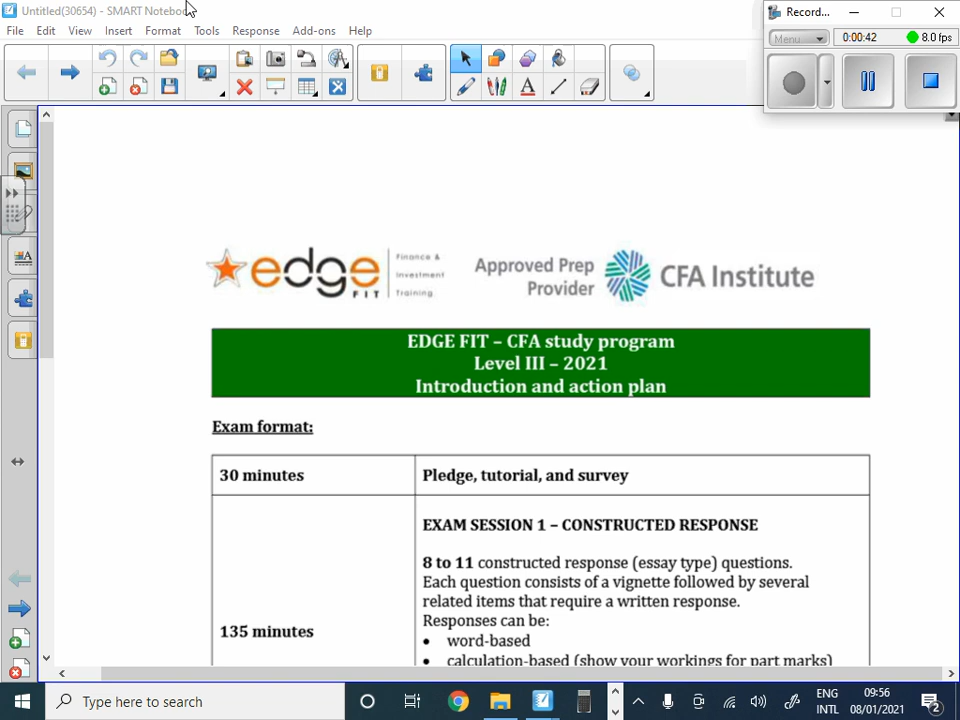 Untitled(30654) - SMART Notebook
Record...
File Edit View Insert Format Tools Response Add-ons Help
Menu 0:00:42 8.0 fps
edge
FIT
Finance &
Investment
Training.
Approved Prep
Provider
CFA Institute
EDGE FIT – CFA study program
Level III – 2021
Introduction and action plan
Exam format:
30 minutes Pledge, tutorial, and survey
EXAM SESSION 1 – CONSTRUCTED RESPONSE
8 to 11 constructed response (essay type) questions.
Each question consists of a vignette followed by several
related items that require a written response.
Responses can be:
135 minutes
• word-based
• calculation-based (show your workings for part marks)
Type here to search
ENG
INTL
09:56
08/01/2021
2